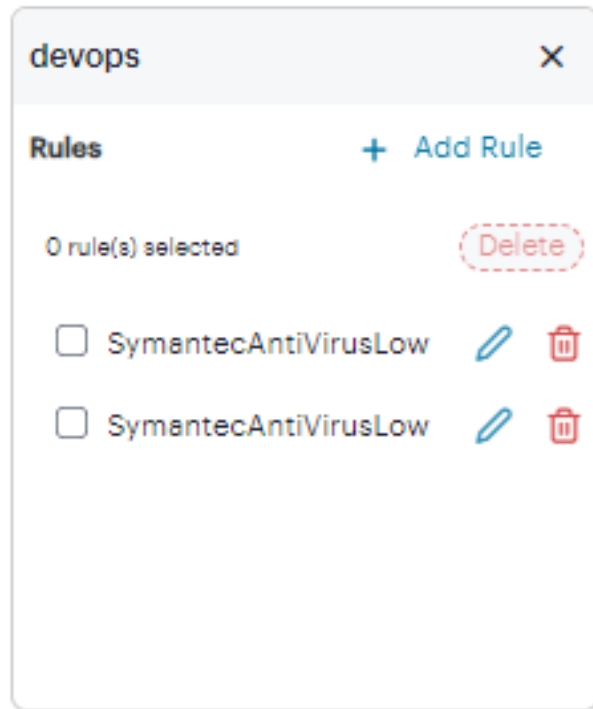 devops
Rules + Add Rule
0 rule(s) selected Delete
SymantecAntiVirusLow
SymantecAntiVirusLow